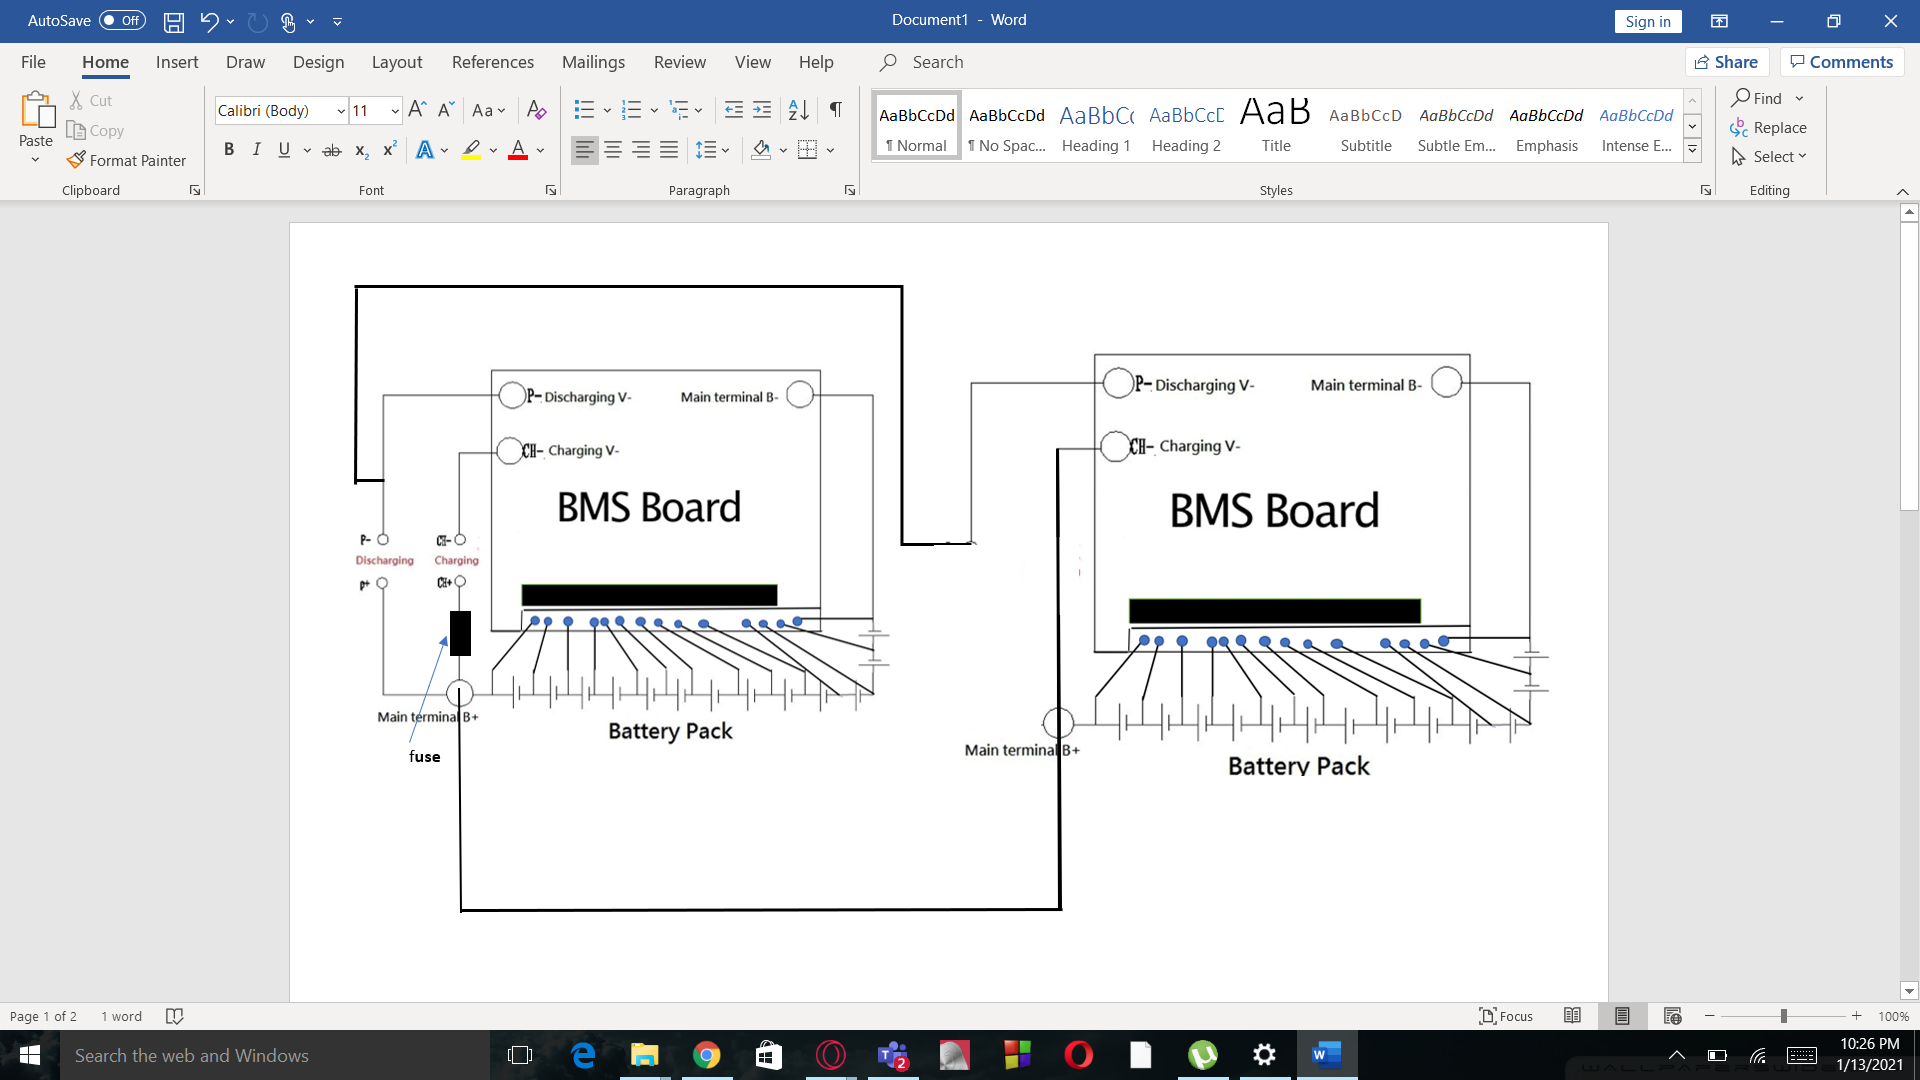 AutoSave Off
Document1 - Word
Sign in
File Home Insert Draw Design Layout References Mailings Review View Help Search
Share Comments
Paste
Cut
Copy
Format Painter
Clipboard
Calibri (Body) 11
Font
Paragraph
AaBbCcDd AaBbCcDd AaBbCc AaBbCcD AaB AaBbCcD AaBbCcDd AaBbCcDd AaBbCcDd
¶ Normal ¶ No Spac... Heading 1 Heading 2 Title Subtitle Subtle Em... Emphasis Intense E...
Styles
Find
Replace
Select
Editing
P- Discharging V- Main terminal B-
CH- Charging V-
BMS Board
P- CH-
Discharging Charging
P+ CH+
Main terminal B+
Battery Pack
fuse
P- Discharging V- Main terminal B-
CH- Charging V-
BMS Board
Main terminal B+
Battery Pack
Page 1 of 2 1 word
Focus
100%
Search the web and Windows
2
10:26 PM
1/13/2021